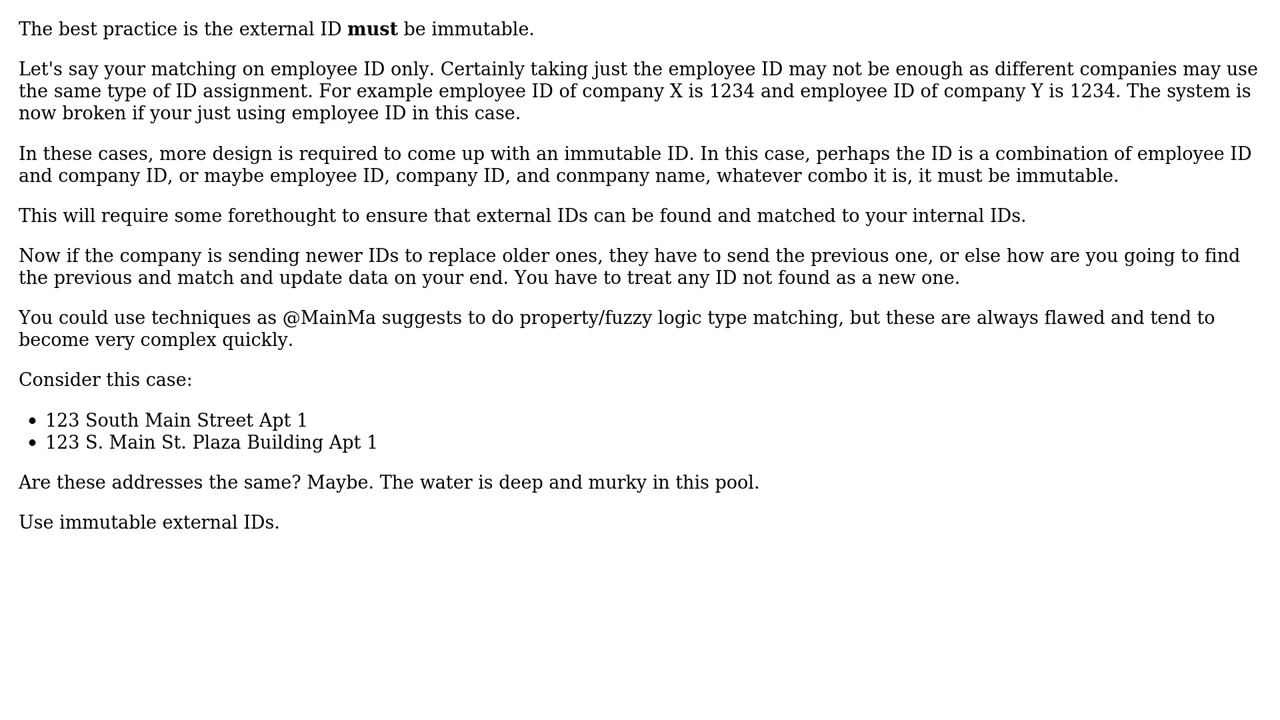 The best practice is the external ID must be immutable.
Let's say your matching on employee ID only. Certainly taking just the employee ID may not be enough as different companies may use
the same type of ID assignment. For example employee ID of company X is 1234 and employee ID of company Y is 1234. The system is
now broken if your just using employee ID in this case.
In these cases, more design is required to come up with an immutable ID. In this case, perhaps the ID is a combination of employee ID
and company ID, or maybe employee ID, company ID, and conmpany name, whatever combo it is, it must be immutable.
This will require some forethought to ensure that external IDs can be found and matched to your internal IDs.
Now if the company is sending newer IDs to replace older ones, they have to send the previous one, or else how are you going to find
the previous and match and update data on your end. You have to treat any ID not found as a new one.
You could use techniques as @MainMa suggests to do property/fuzzy logic type matching, but these are always flawed and tend to
become very complex quickly.
Consider this case:
• 123 South Main Street Apt 1
• 123 S. Main St. Plaza Building Apt 1
Are these addresses the same? Maybe. The water is deep and murky in this pool.
Use immutable external IDs.